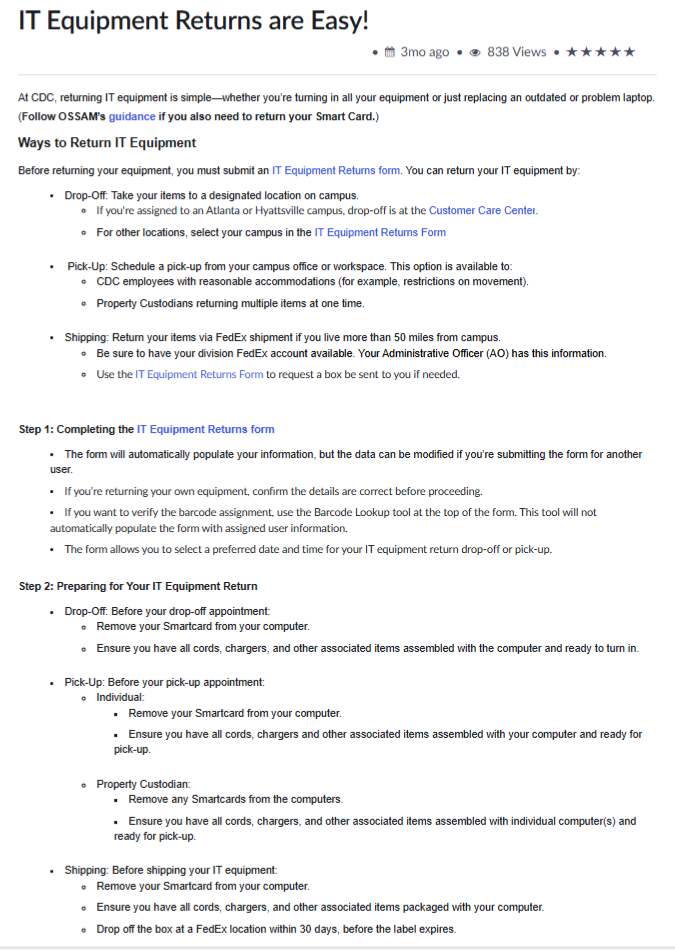 IT Equipment Returns are Easy!
• 3mo ago • 838 Views • ★★★★★
At CDC, returning IT equipment is simple—whether you're turning in all your equipment or just replacing an outdated or problem laptop.
(Follow OSSAM's guidance if you also need to return your Smart Card.)
Ways to Return IT Equipment
Before returning your equipment, you must submit an IT Equipment Returns form. You can return your IT equipment by:
• Drop-Off: Take your items to a designated location on campus.
∘ If you're assigned to an Atlanta or Hyattsville campus, drop-off is at the Customer Care Center.
∘ For other locations, select your campus in the IT Equipment Returns Form
• Pick-Up: Schedule a pick-up from your campus office or workspace. This option is available to:
∘ CDC employees with reasonable accommodations (for example, restrictions on movement).
∘ Property Custodians returning multiple items at one time.
• Shipping: Return your items via FedEx shipment if you live more than 50 miles from campus.
∘ Be sure to have your division FedEx account available. Your Administrative Officer (AO) has this information.
∘ Use the IT Equipment Returns Form to request a box be sent to you if needed.
Step 1: Completing the IT Equipment Returns form
• The form will automatically populate your information, but the data can be modified if you're submitting the form for another
user.
• If you're returning your own equipment, confirm the details are correct before proceeding.
• If you want to verify the barcode assignment, use the Barcode Lookup tool at the top of the form. This tool will not
automatically populate the form with assigned user information.
• The form allows you to select a preferred date and time for your IT equipment return drop-off or pick-up.
Step 2: Preparing for Your IT Equipment Return
• Drop-Off: Before your drop-off appointment:
∘ Remove your Smartcard from your computer.
∘ Ensure you have all cords, chargers, and other associated items assembled with the computer and ready to turn in.
• Pick-Up: Before your pick-up appointment:
∘ Individual:
▪ Remove your Smartcard from your computer.
▪ Ensure you have all cords, chargers and other associated items assembled with your computer and ready for
pick-up.
∘ Property Custodian:
▪ Remove any Smartcards from the computers.
▪ Ensure you have all cords, chargers, and other associated items assembled with individual computer(s) and
ready for pick-up.
• Shipping: Before shipping your IT equipment:
∘ Remove your Smartcard from your computer.
∘ Ensure you have all cords, chargers, and other associated items packaged with your computer.
∘ Drop off the box at a FedEx location within 30 days, before the label expires.